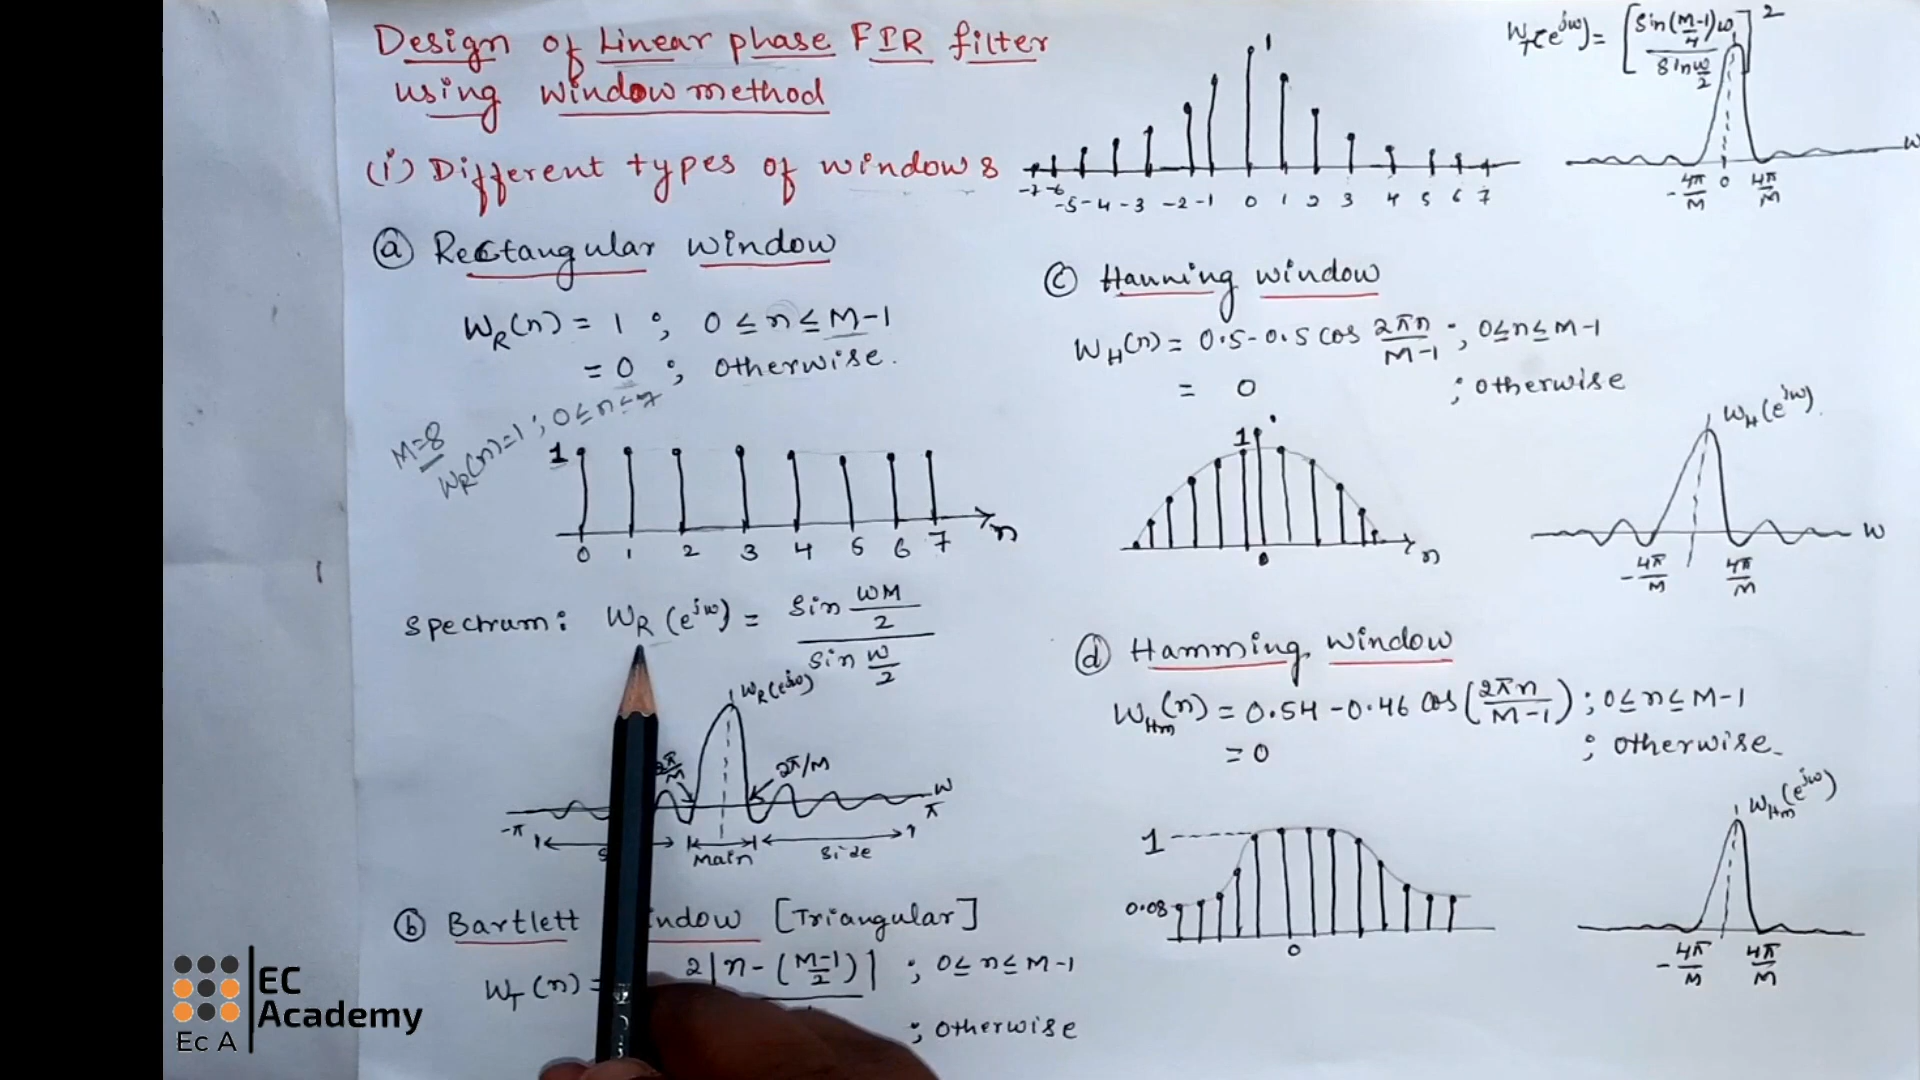 Design of Linear phase FIR filter
using window method
(i) Different types of windows
(a) Rectangular window
W_R(n) = 1 ; 0 ≤ n ≤ M-1
= 0 ; otherwise.
M=8
W_R(n)=1 ; 0≤n≤7
1
0 1 2 3 4 5 6 7 n
Spectrum: W_R(e^{jω}) = sin ωM/2 / sin ω/2
W_R(e^{jω})
2π/M 2π/M ω
-π π
Main Side
(b) Bartlett [Triangular]
W_T(n) = 2|n-(M-1/2)| ; 0≤n≤M-1
; otherwise
W_T(e^{jω}) = [sin(M-1/4)ω / sin ω/2]^2
1
-7 -6 -5 -4 -3 -2 -1 0 1 2 3 4 5 6 7
-4π/M 0 4π/M ω
(c) Hanning window
W_H(n) = 0.5-0.5 cos 2πn/M-1 ; 0≤n≤M-1
= 0 ; otherwise
1
0 n
W_H(e^{jω})
-4π/M 4π/M ω
(d) Hamming window
W_Hm(n) = 0.54-0.46 cos(2πn/M-1) ; 0≤n≤M-1
= 0 ; otherwise
1
0.08
0
W_Hm(e^{jω})
-4π/M 4π/M
EC
Academy
Ec A